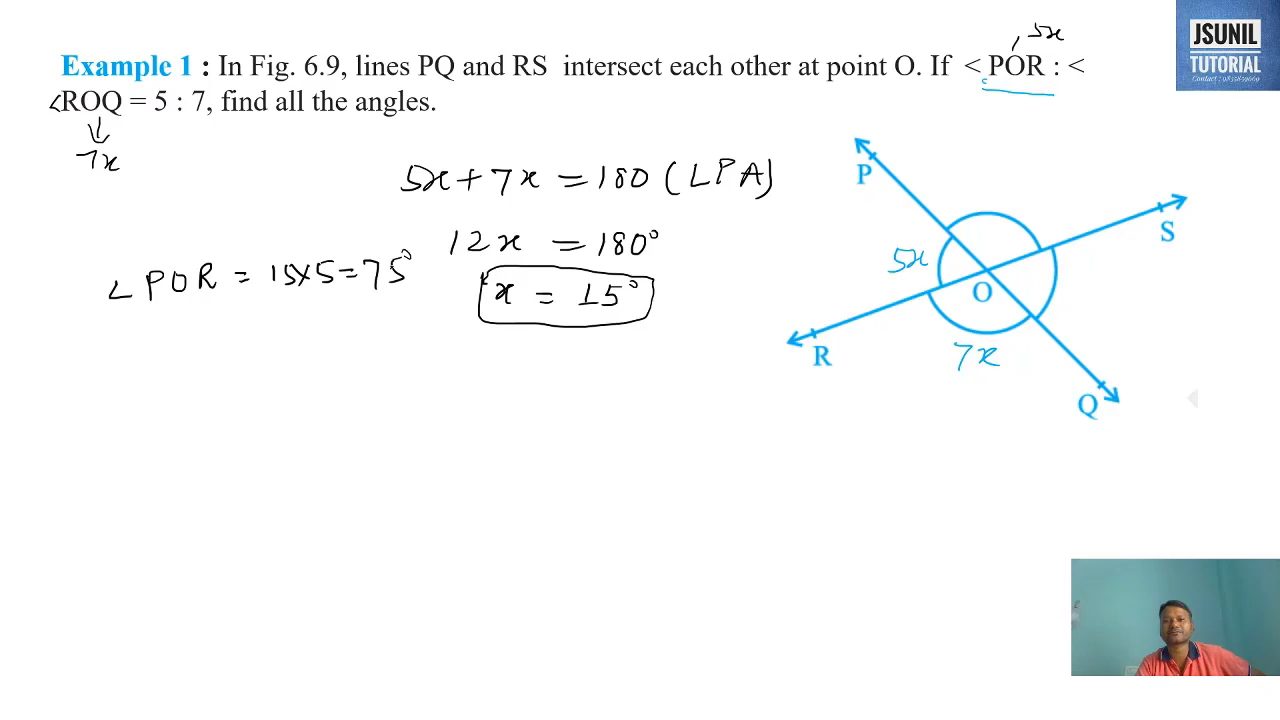 , 5x
Example 1 : In Fig. 6.9, lines PQ and RS intersect each other at point O. If < POR : <
∠ROQ = 5 : 7, find all the angles.
7x
5x + 7x = 180 (LPA)
12x = 180°
x = 15°
∠POR = 15×5 = 75°
P
S
5x
O
R
7x
Q
JSUNIL
TUTORIAL